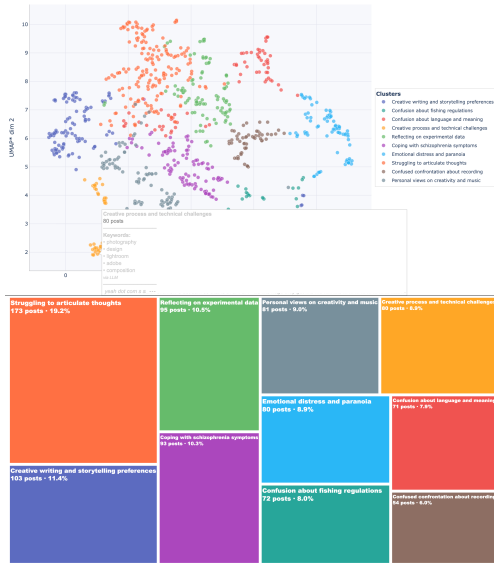 10
9
8
7
6
5
4
3
2
0
UMAP dim 2
Clusters
Creative writing and storytelling preferences
Confusion about fishing regulations
Confusion about language and meaning
Creative process and technical challenges
Reflecting on experimental data
Coping with schizophrenia symptoms
Emotional distress and paranoia
Struggling to articulate thoughts
Confused confrontation about recording
Personal views on creativity and music
Creative process and technical challenges
80 posts
Keywords:
- photography
- design
- lightroom
- adobe
- composition
Struggling to articulate thoughts
173 posts · 19.2%
Reflecting on experimental data
95 posts · 10.5%
Personal views on creativity and music
81 posts · 9.0%
Creative process and technical challenges
80 posts
Emotional distress and paranoia
80 posts · 8.9%
Confusion about language and meaning
71 posts · 7.9%
Coping with schizophrenia symptoms
93 posts · 10.3%
Creative writing and storytelling preferences
103 posts · 11.4%
Confusion about fishing regulations
72 posts · 8.0%
Confused confrontation about recording
54 posts · 6.0%